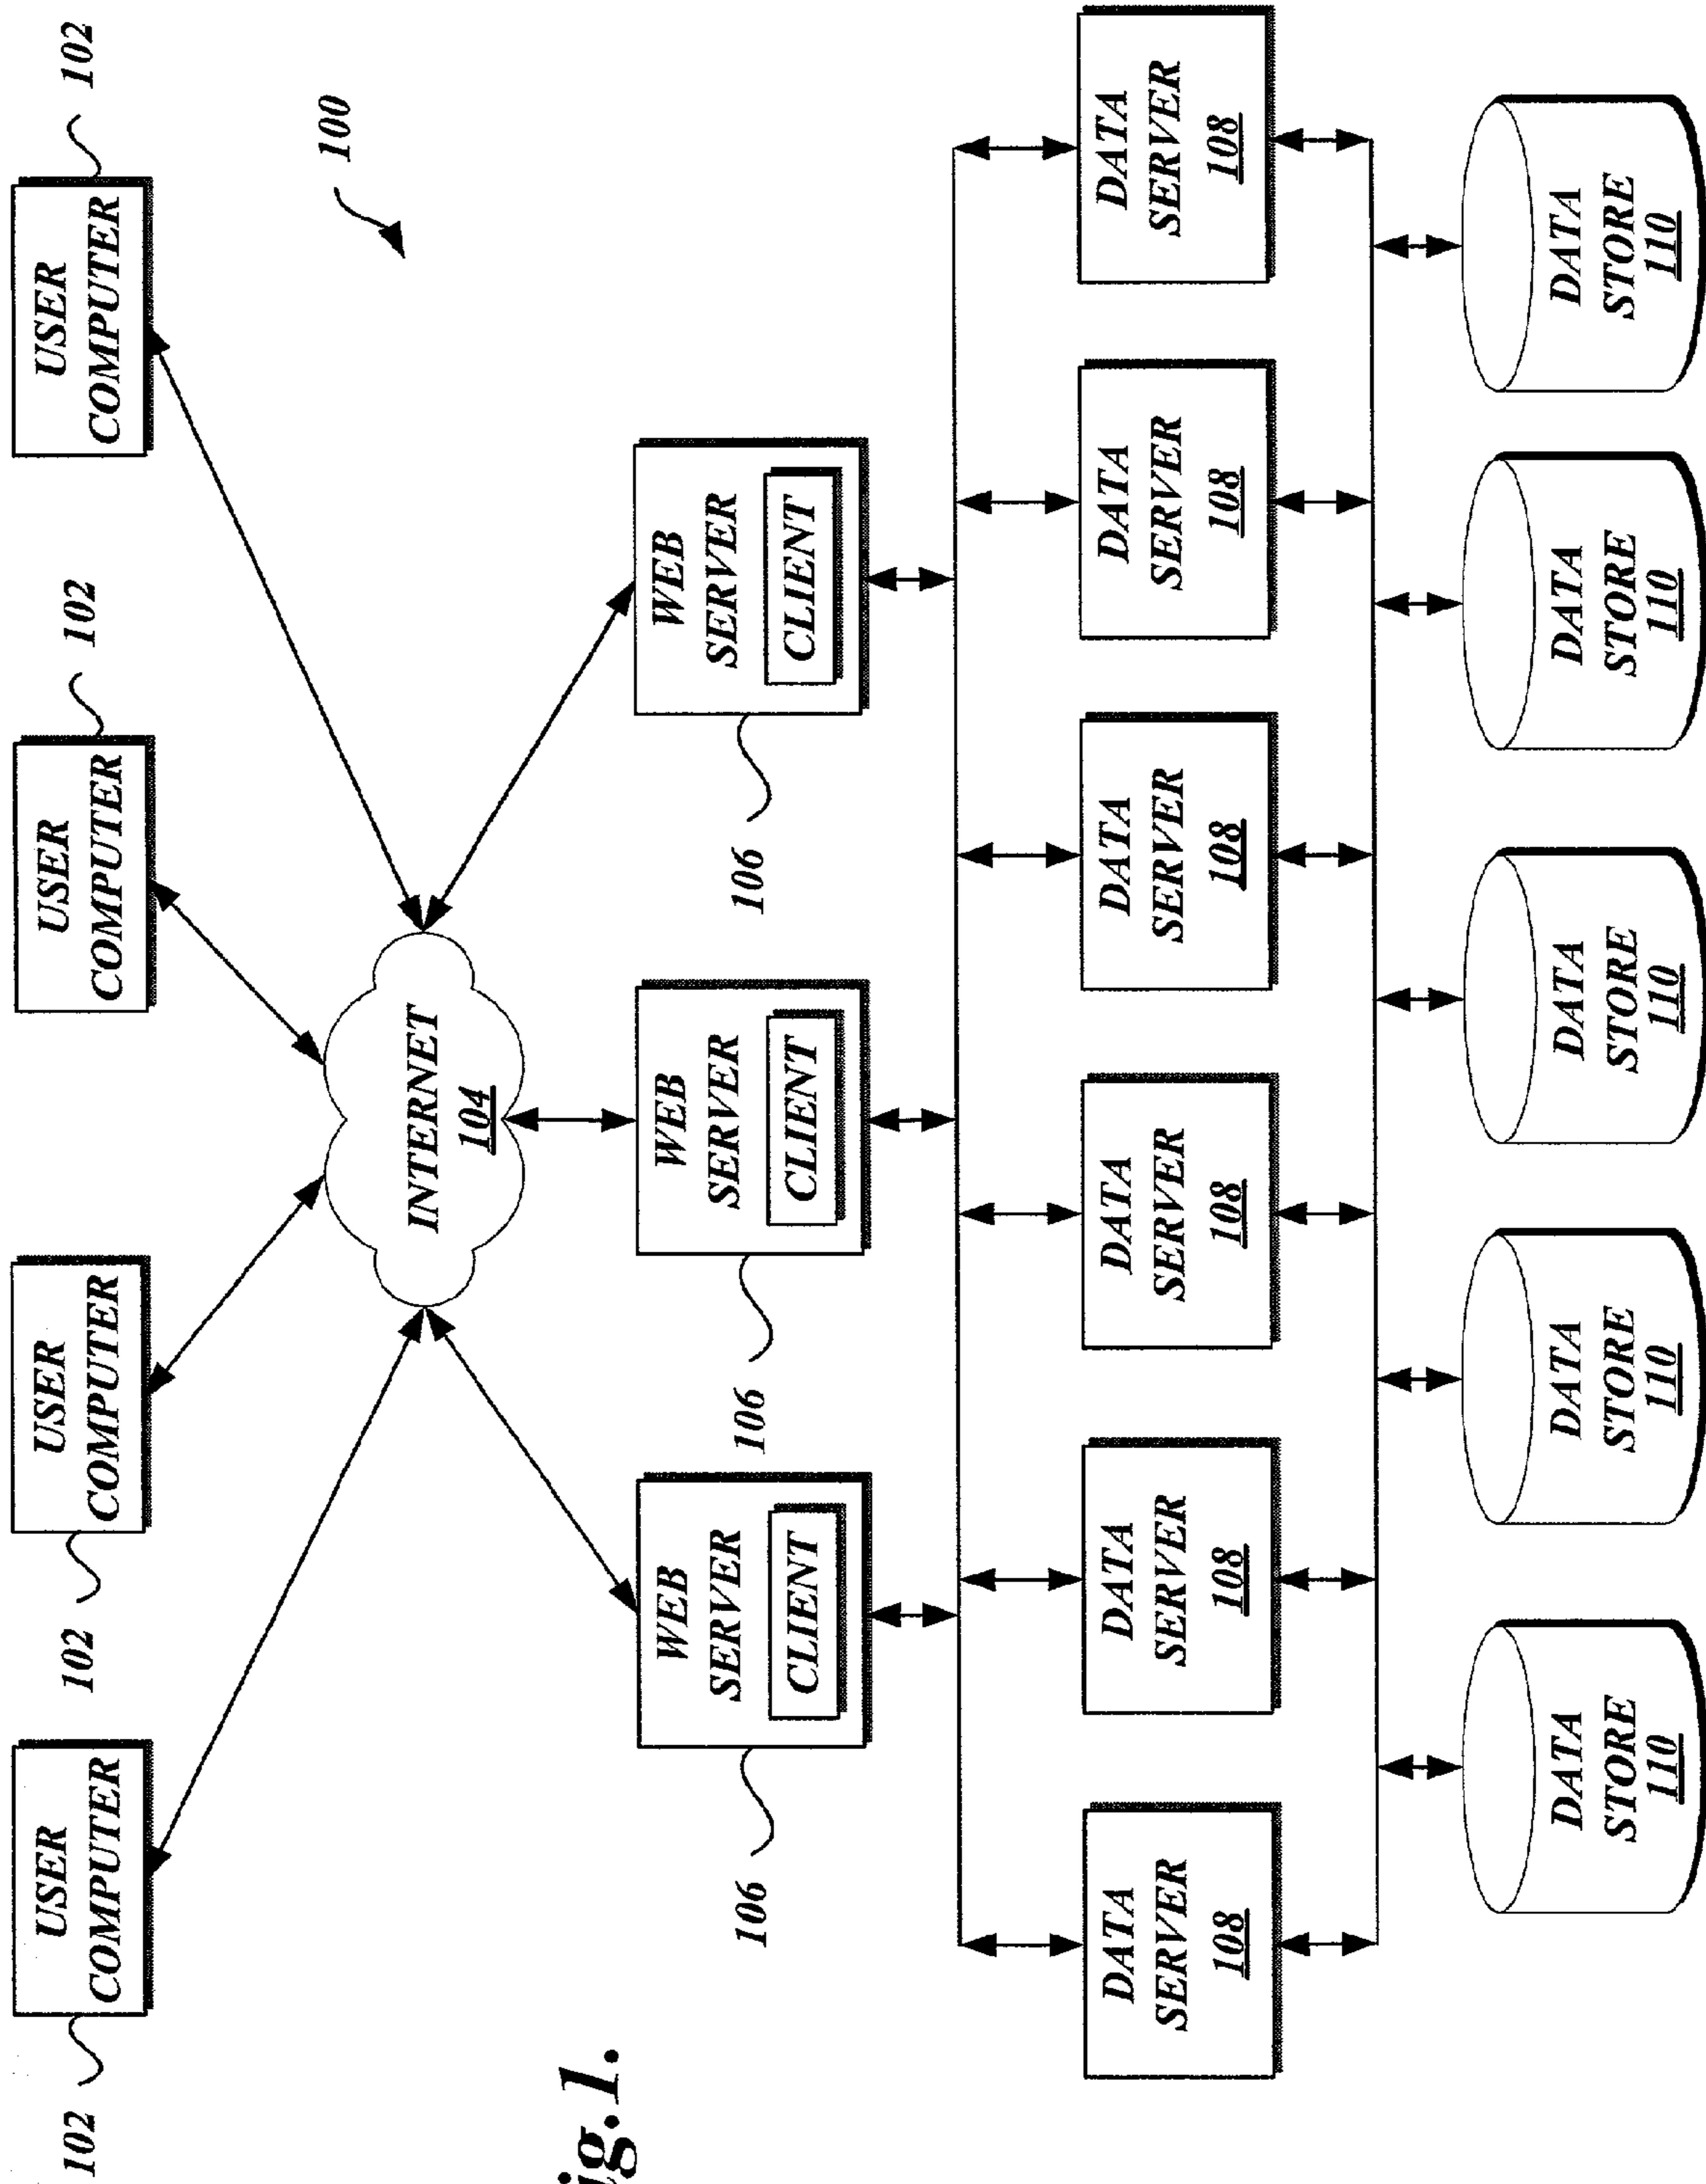 102
USER
COMPUTER
102
USER
COMPUTER
USER
COMPUTER
102
USER
COMPUTER
102
100
INTERNET
104
ig.1.
WEB
SERVER
CLIENT
106
WEB
SERVER
CLIENT
106
WEB
SERVER
CLIENT
106
DATA
SERVER
108
DATA
SERVER
108
DATA
SERVER
108
DATA
SERVER
108
DATA
SERVER
108
DATA
SERVER
108
DATA
STORE
110
DATA
STORE
110
DATA
STORE
110
DATA
STORE
110
DATA
STORE
110